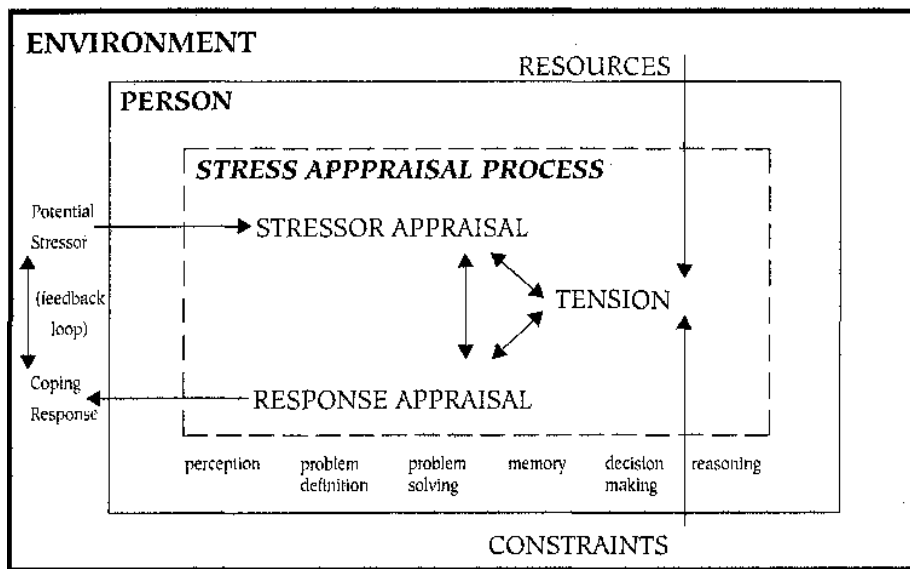 ENVIRONMENT
RESOURCES
PERSON
STRESS APPPRAISAL PROCESS
Potential
Stressor
STRESSOR APPRAISAL
(feedback
loop)
TENSION
Coping
Response
RESPONSE APPRAISAL
perception
problem
definition
problem
solving
memory
decision
making
reasoning
CONSTRAINTS